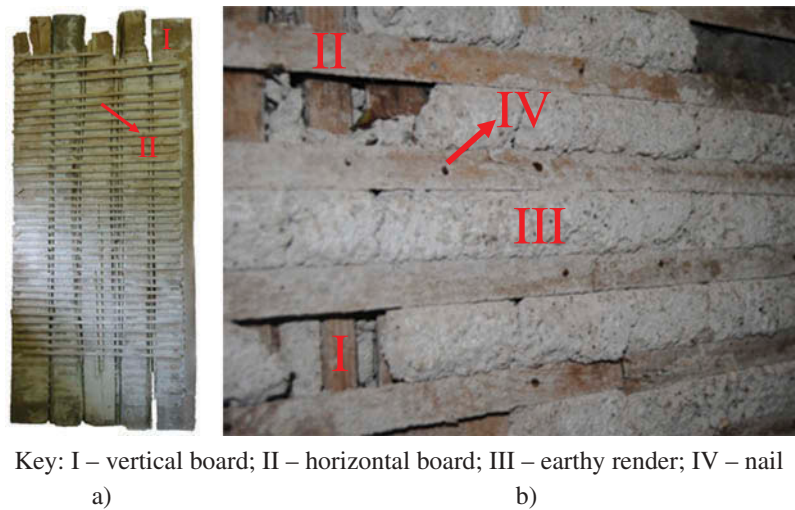 I
II
II
IV
III
I
Key: I – vertical board; II – horizontal board; III – earthy render; IV – nail
a) b)